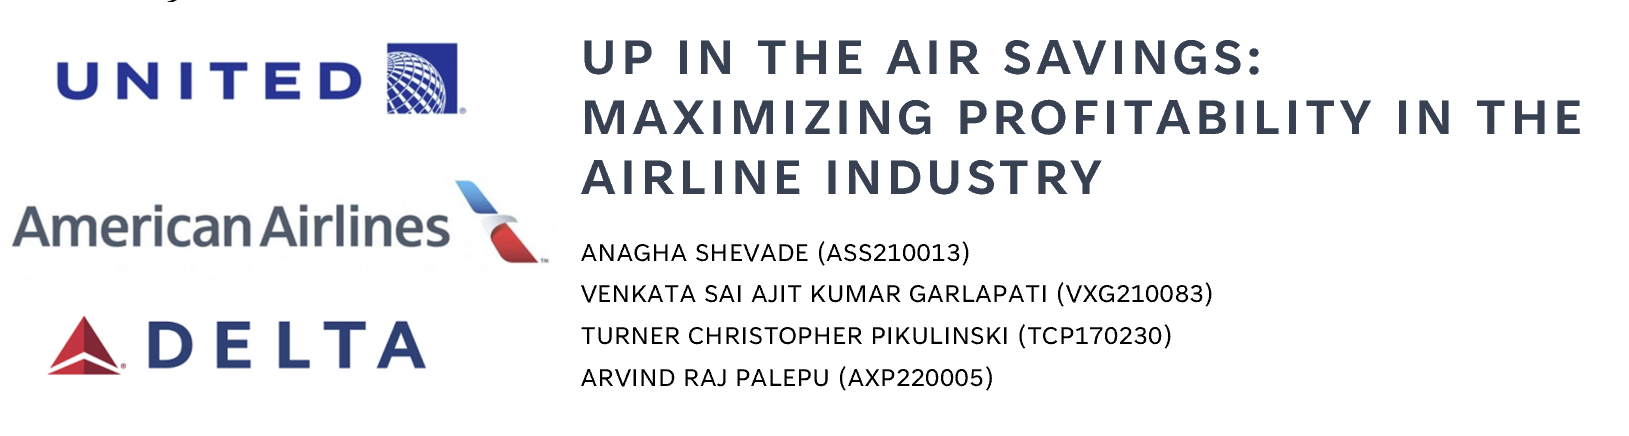 UNITED
American Airlines
DELTA
UP IN THE AIR SAVINGS:
MAXIMIZING PROFITABILITY IN THE
AIRLINE INDUSTRY
ANAGHA SHEVADE (ASS210013)
VENKATA SAI AJIT KUMAR GARLAPATI (VXG210083)
TURNER CHRISTOPHER PIKULINSKI (TCP170230)
ARVIND RAJ PALEPU (AXP220005)